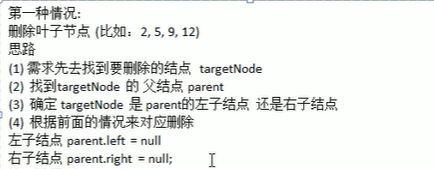 第一种情况:
删除叶子节点 (比如：2, 5, 9, 12)
思路
(1) 需求先去找到要删除的结点  targetNode
(2)  找到targetNode  的 父结点 parent
(3)  确定 targetNode  是 parent的左子结点  还是右子结点
(4)  根据前面的情况来对应删除
左子结点 parent.left  = null
右子结点 parent.right  = null;